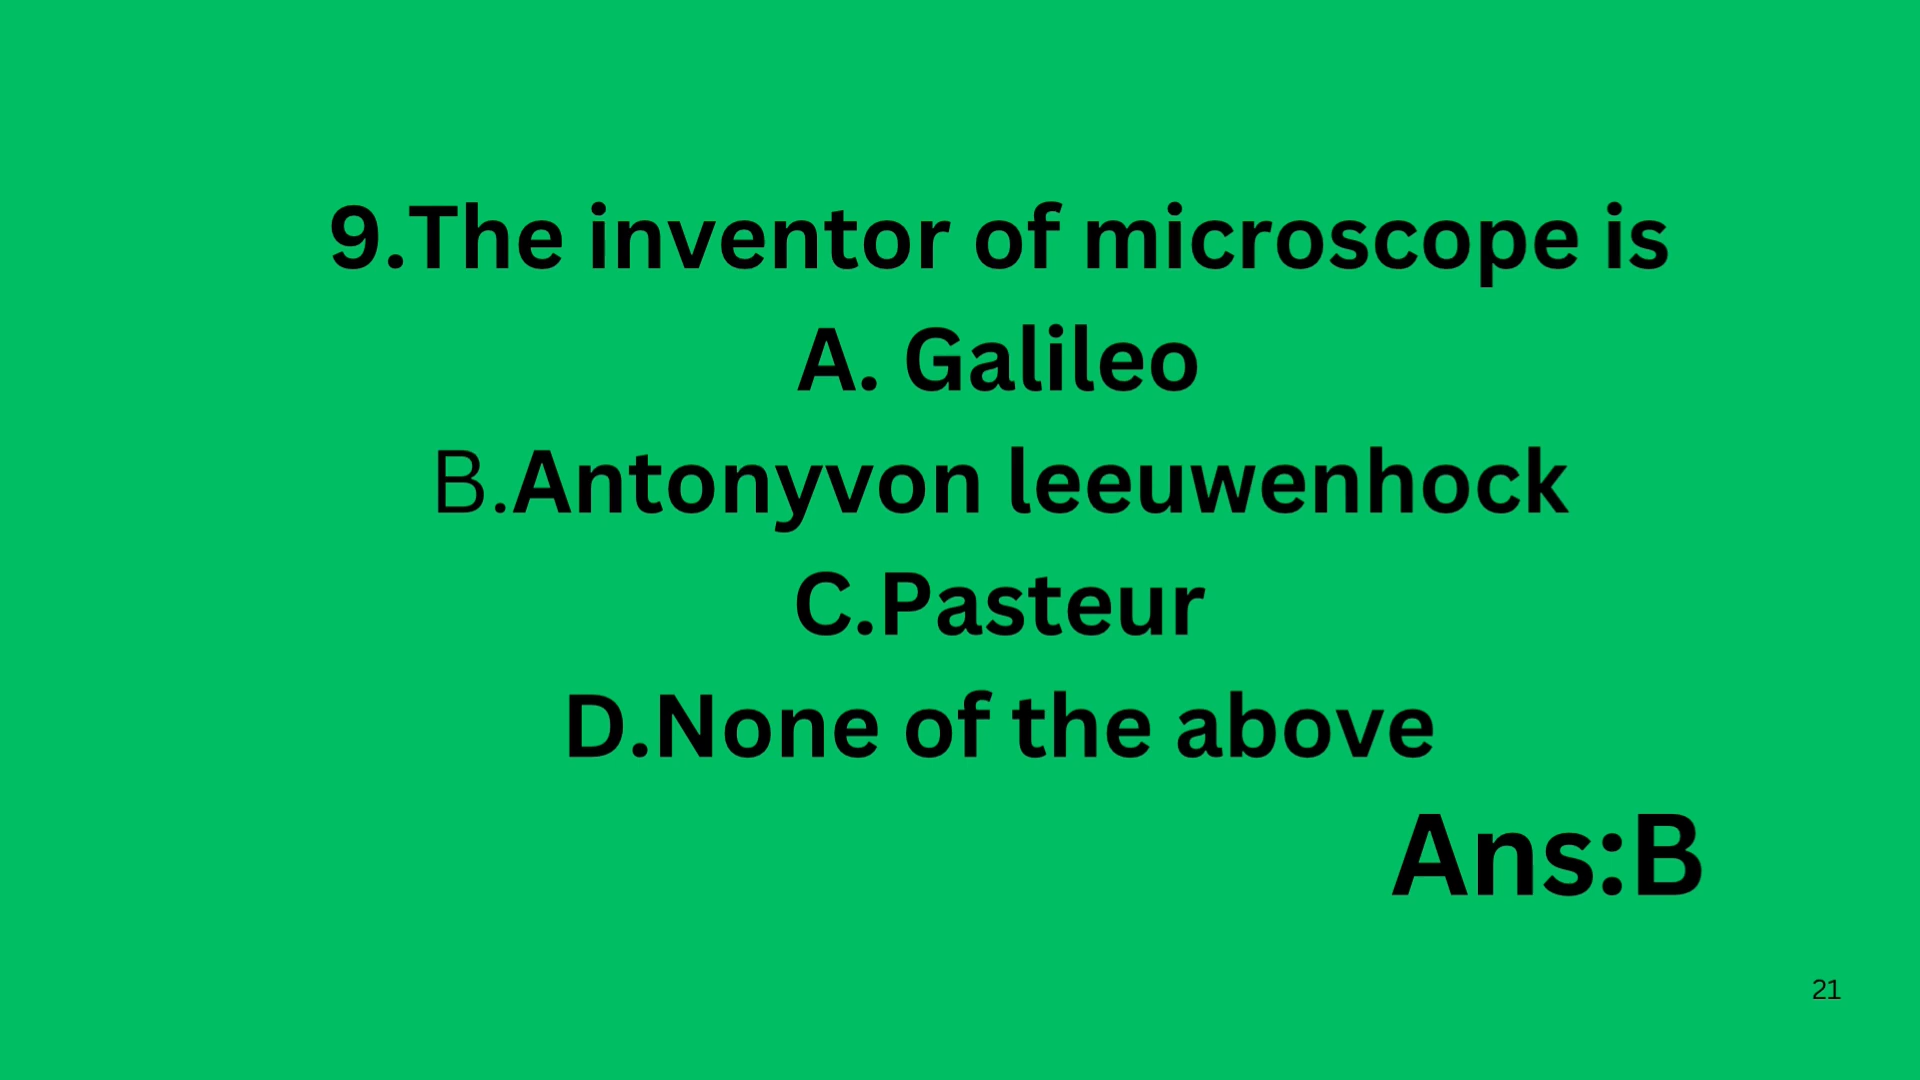 9.The inventor of microscope is
A. Galileo
B.Antonyvon leeuwenhock
C.Pasteur
D.None of the above
Ans:B
21